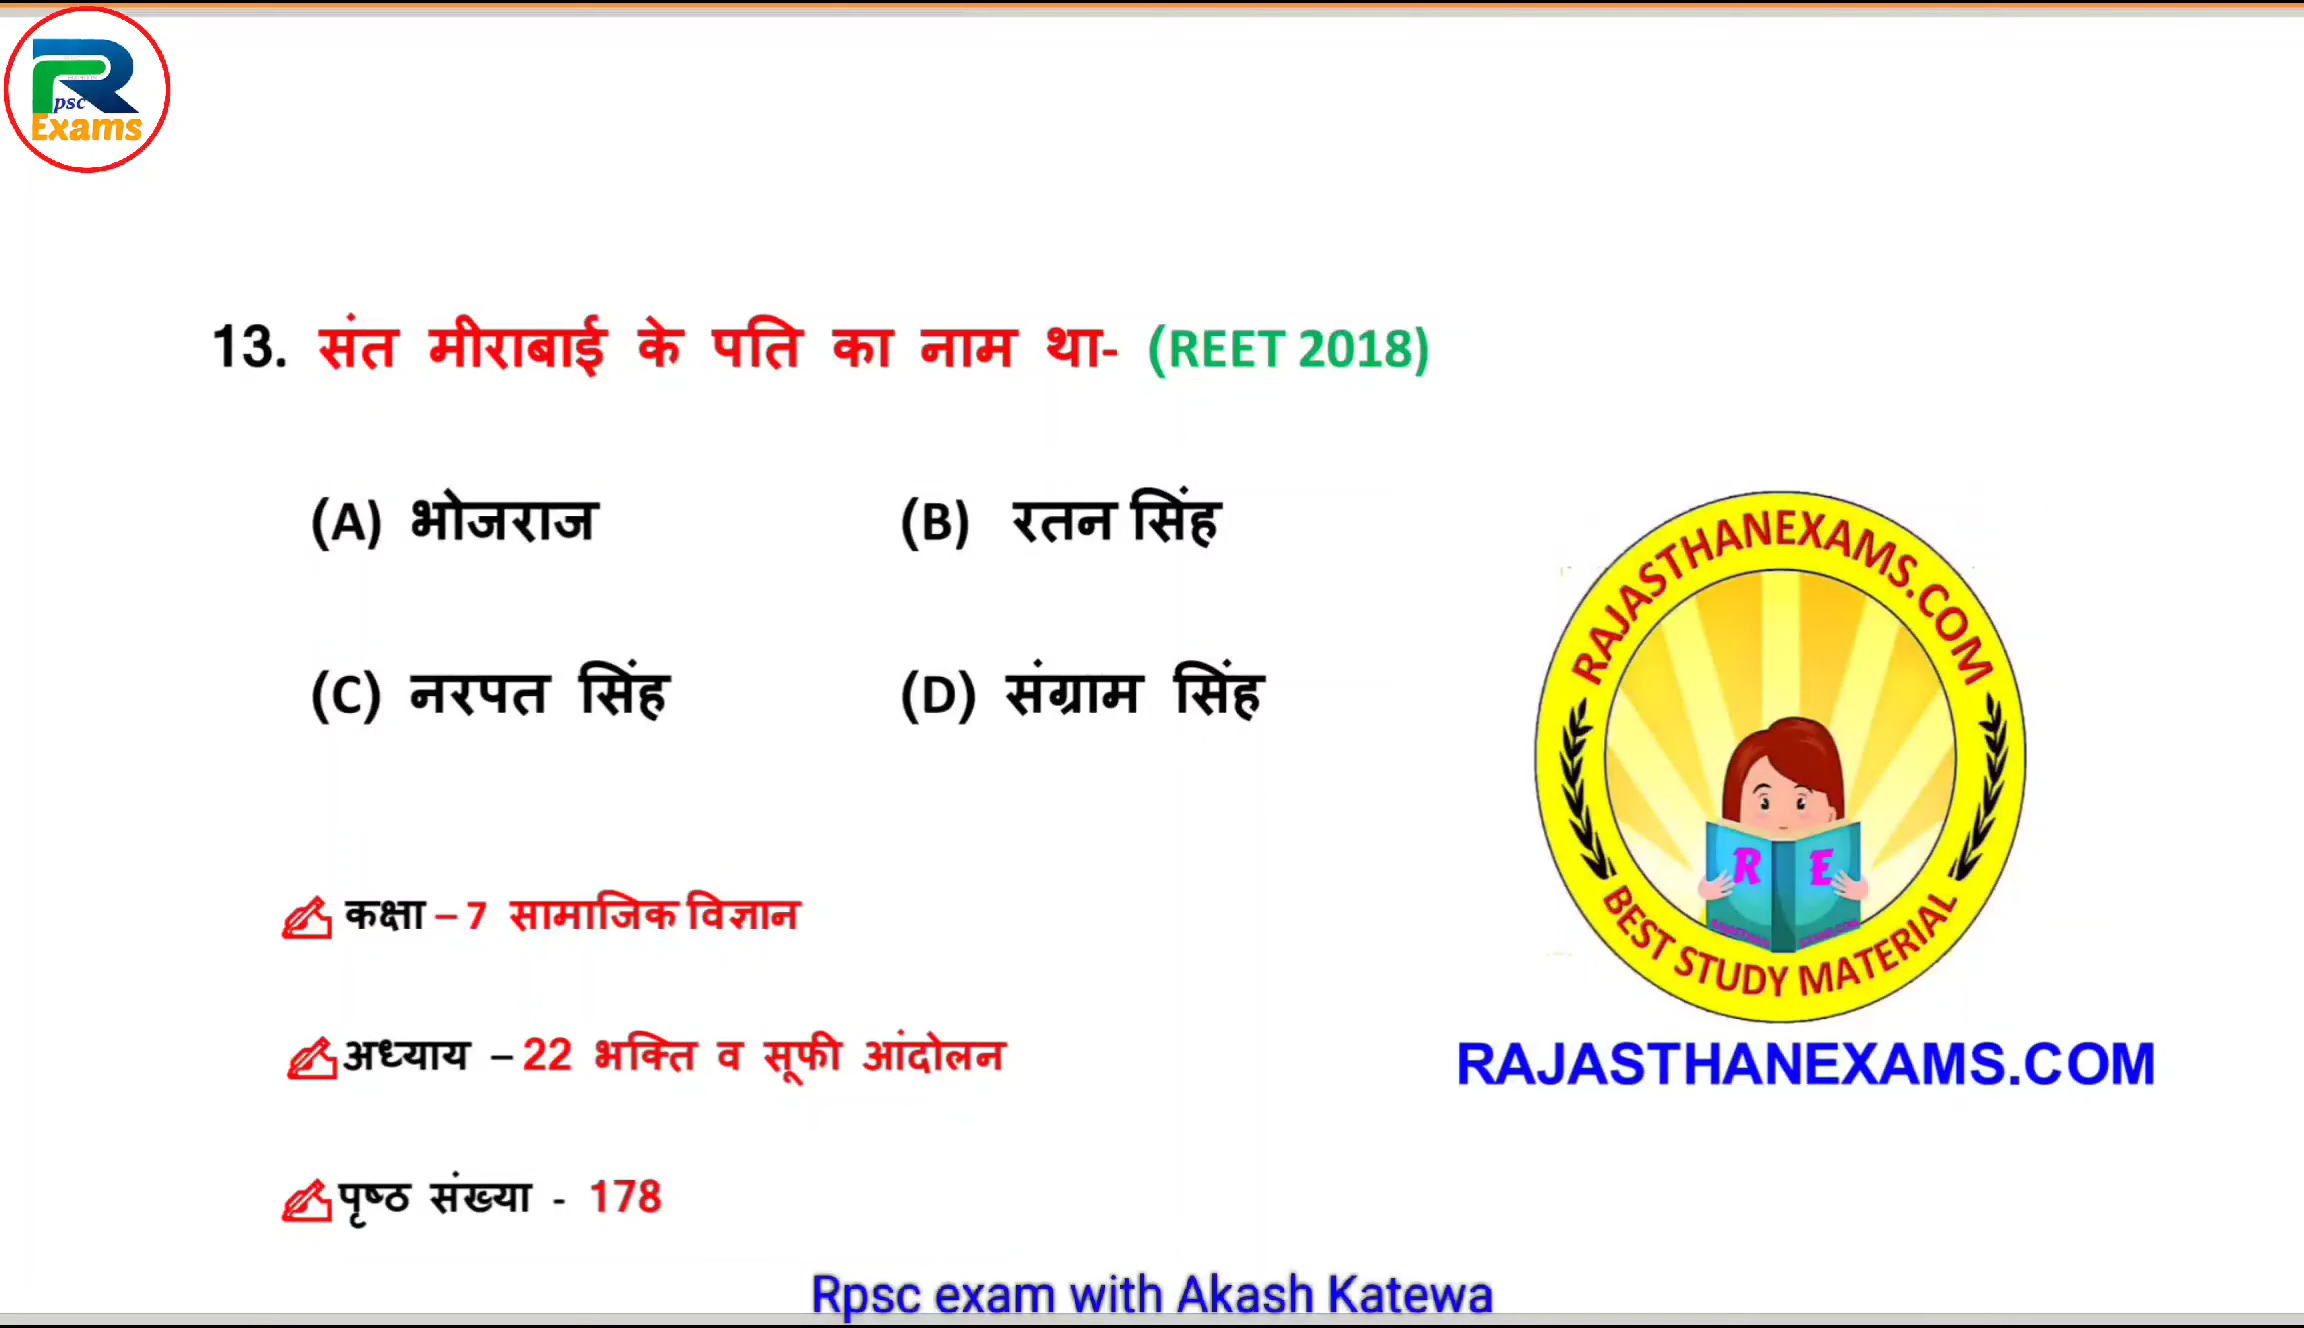 R
psc
Exams
13. संत मीराबाई के पति का नाम था- (REET 2018)
(A) भोजराज (B) रतन सिंह
(C) नरपत सिंह (D) संग्राम सिंह
RAJASTHANEXAMS.COM
R E
BEST STUDY MATERIAL
RAJASTHANEXAMS.COM
कक्षा – 7 सामाजिक विज्ञान
अध्याय – 22 भक्ति व सूफी आंदोलन
पृष्ठ संख्या - 178
Rpsc exam with Akash Katewa